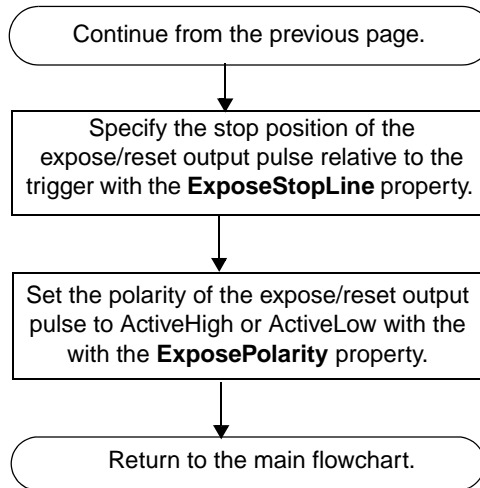 Continue from the previous page.
Specify the stop position of the
expose/reset output pulse relative to the
trigger with the ExposeStopLine property.
Set the polarity of the expose/reset output
pulse to ActiveHigh or ActiveLow with the
with the ExposePolarity property.
Return to the main flowchart.